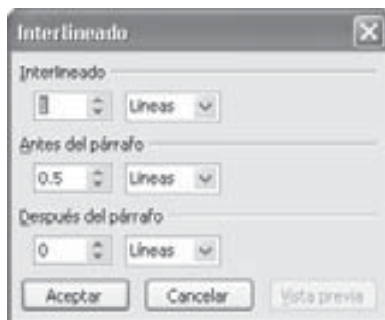 Interlineado
Interlineado
1 Líneas
Antes del párrafo
0.5 Líneas
Después del párrafo
0 Líneas
Aceptar Cancelar Vista previa